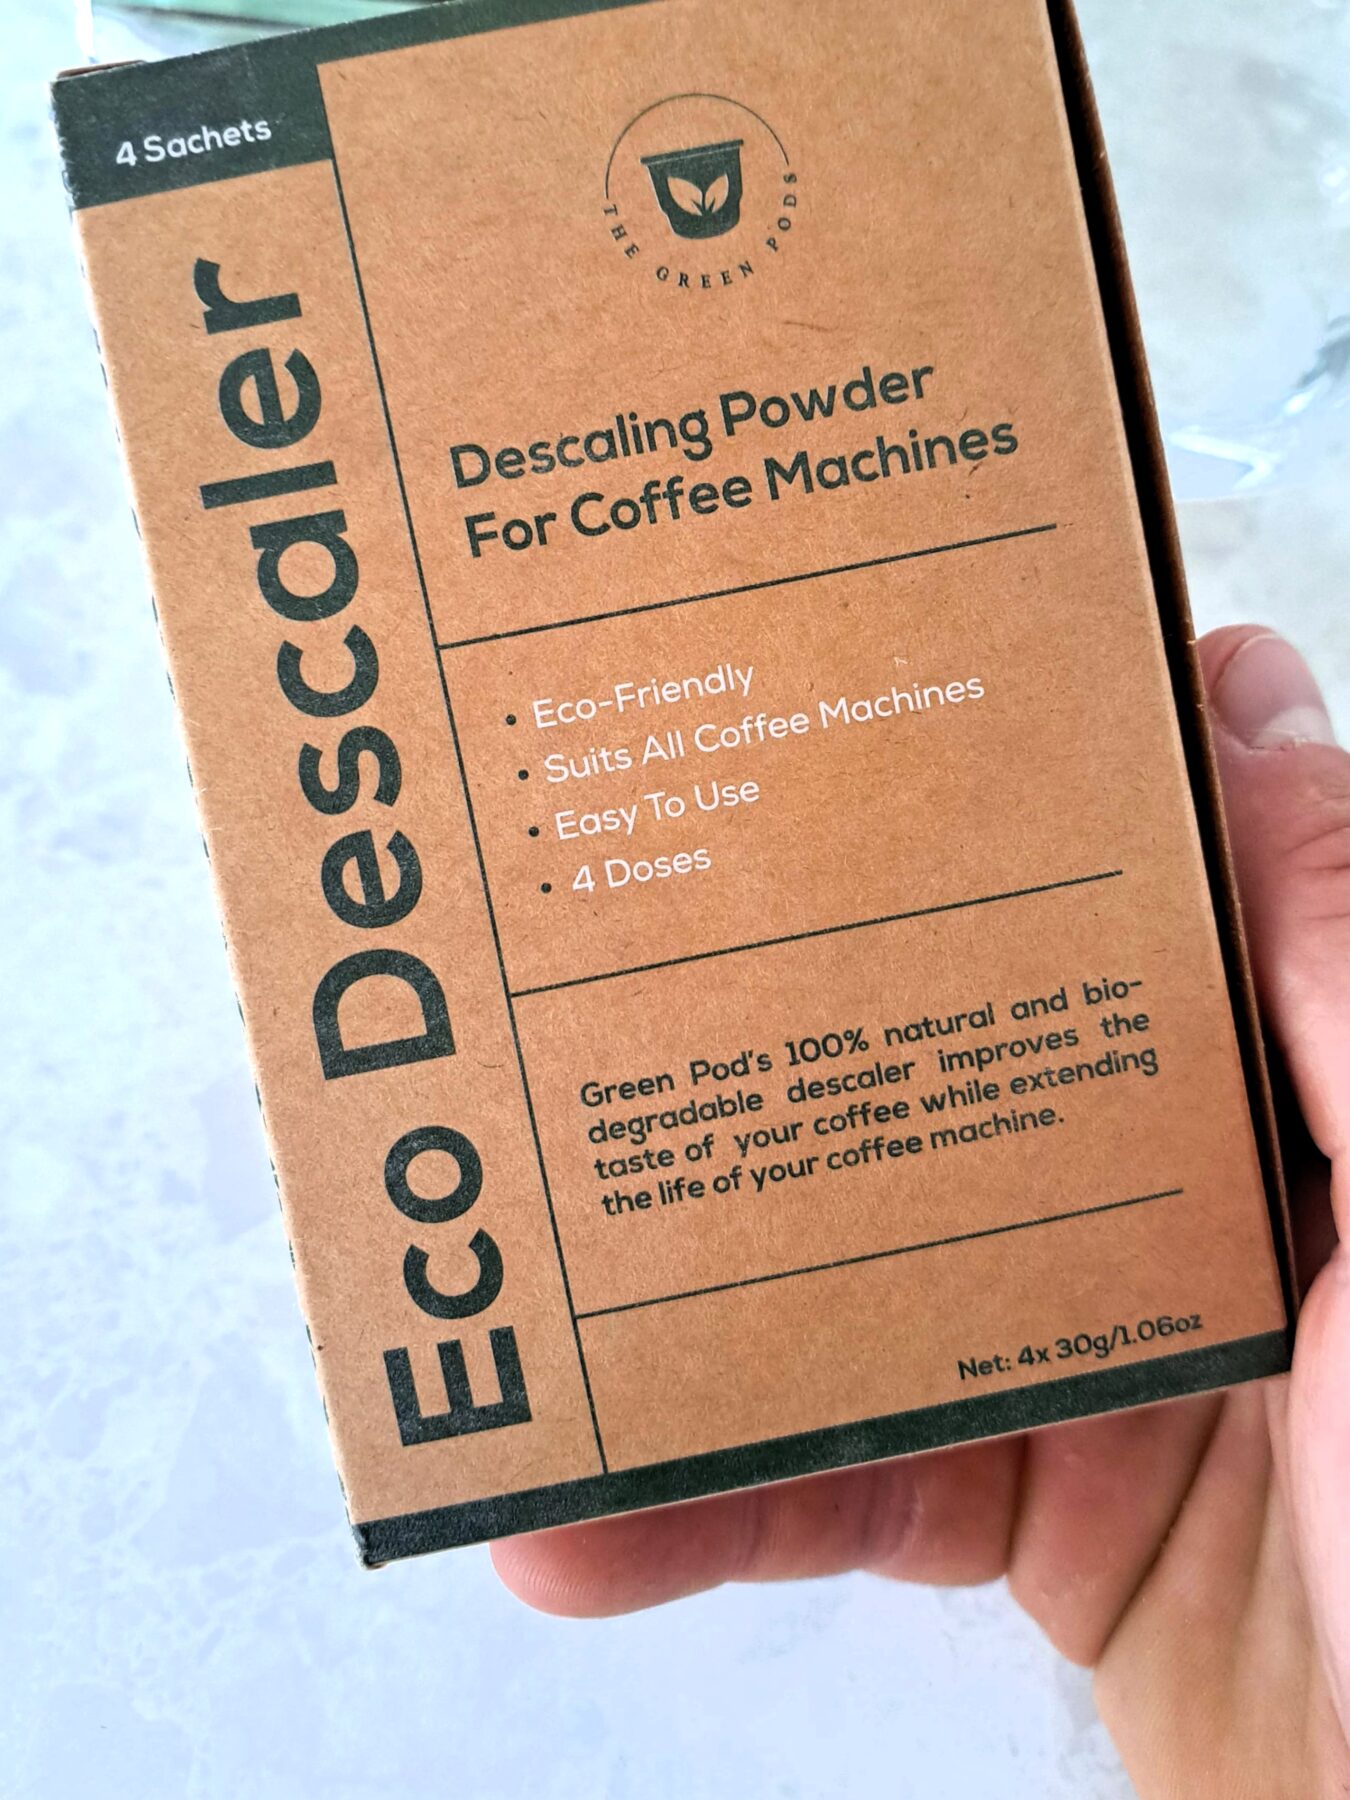 4 Sachets
Eco Descaler
THE GREEN PODS
Descaling Powder
For Coffee Machines
• Eco-Friendly
• Suits All Coffee Machines
• Easy To Use
• 4 Doses
Green Pod's 100% natural and bio-
degradable descaler improves the
taste of your coffee while extending
the life of your coffee machine.
Net: 4x 30g/1.06oz